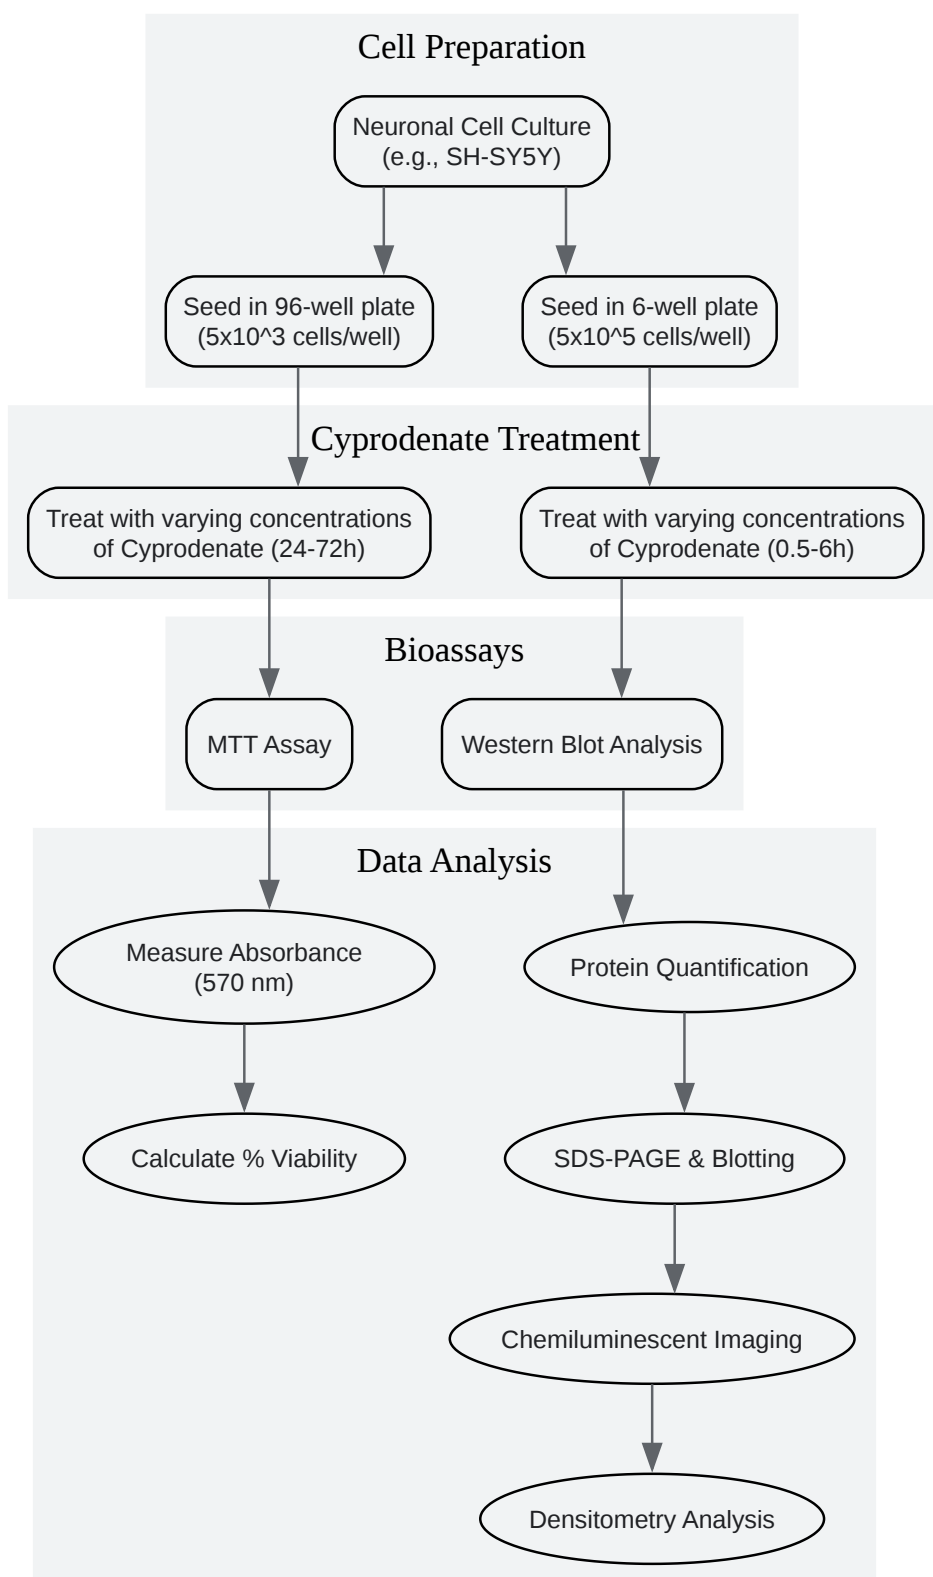 Cell Preparation
Neuronal Cell Culture
(e.g., SH-SY5Y)
Seed in 96-well plate
(5x10^3 cells/well)
Seed in 6-well plate
(5x10^5 cells/well)
Cyprodenate Treatment
Treat with varying concentrations
of Cyprodenate (24-72h)
Treat with varying concentrations
of Cyprodenate (0.5-6h)
Bioassays
MTT Assay
Western Blot Analysis
Data Analysis
Measure Absorbance
(570 nm)
Protein Quantification
Calculate % Viability
SDS-PAGE & Blotting
Chemiluminescent Imaging
Densitometry Analysis